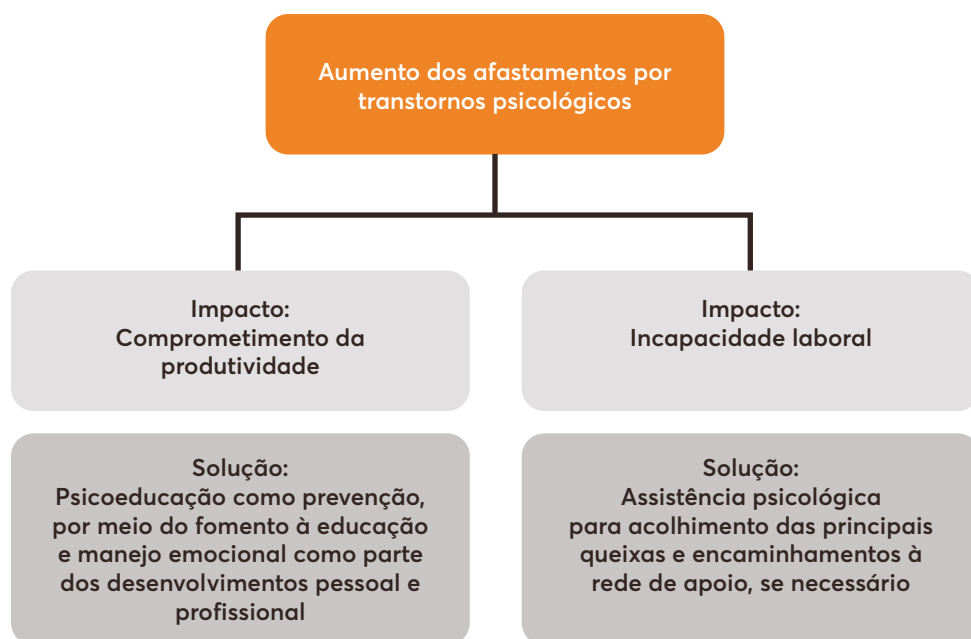 Aumento dos afastamentos por
transtornos psicológicos
Impacto:
Comprometimento da
produtividade
Impacto:
Incapacidade laboral
Solução:
Psicoeducação como prevenção,
por meio do fomento à educação
e manejo emocional como parte
dos desenvolvimentos pessoal e
profissional
Solução:
Assistência psicológica
para acolhimento das principais
queixas e encaminhamentos à
rede de apoio, se necessário